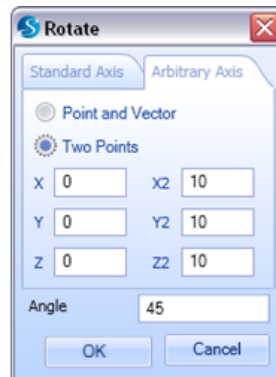 Rotate
Standard Axis Arbitrary Axis
Point and Vector
Two Points
X 0 X2 10
Y 0 Y2 10
Z 0 Z2 10
Angle 45
OK Cancel